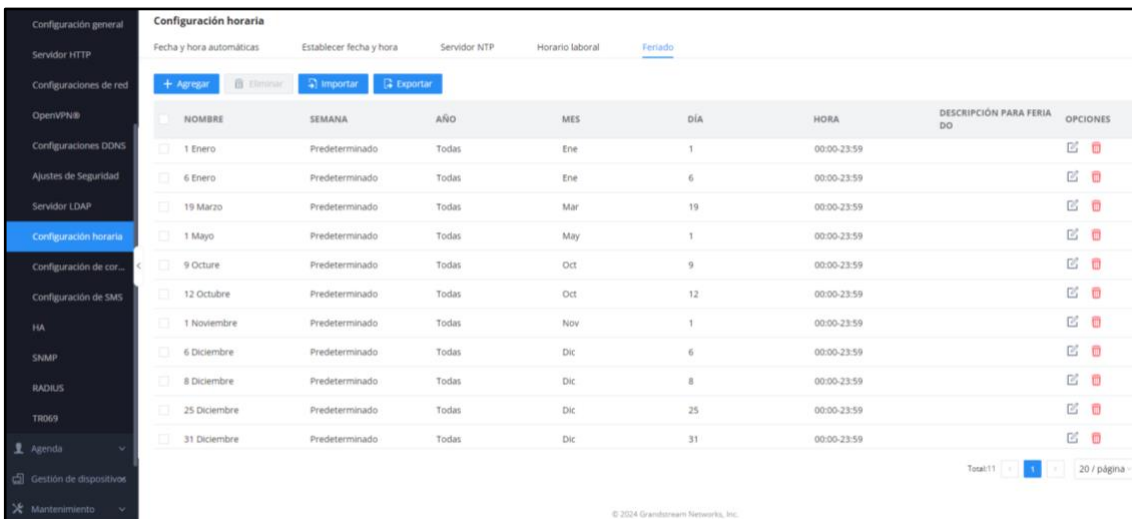 Configuración general
Servidor HTTP
Configuraciones de red
OpenVPN®
Configuraciones DDNS
Ajustes de Seguridad
Servidor LDAP
Configuración horaria
Configuración de cor...
Configuración de SMS
HA
SNMP
RADIUS
TR069
Agenda
Gestión de dispositivos
Mantenimiento
Configuración horaria
Fecha y hora automáticas Establecer fecha y hora Servidor NTP Horario laboral Feriado
+ Agregar Eliminar Importar Exportar
NOMBRE SEMANA AÑO MES DÍA HORA DESCRIPCIÓN PARA FERIA
DO OPCIONES
1 Enero Predeterminado Todas Ene 1 00:00-23:59
6 Enero Predeterminado Todas Ene 6 00:00-23:59
19 Marzo Predeterminado Todas Mar 19 00:00-23:59
1 Mayo Predeterminado Todas May 1 00:00-23:59
9 Octure Predeterminado Todas Oct 9 00:00-23:59
12 Octubre Predeterminado Todas Oct 12 00:00-23:59
1 Noviembre Predeterminado Todas Nov 1 00:00-23:59
6 Diciembre Predeterminado Todas Dic 6 00:00-23:59
8 Diciembre Predeterminado Todas Dic 8 00:00-23:59
25 Diciembre Predeterminado Todas Dic 25 00:00-23:59
31 Diciembre Predeterminado Todas Dic 31 00:00-23:59
Total:11 < 1 > 20 / página
© 2024 Grandstream Networks, Inc.